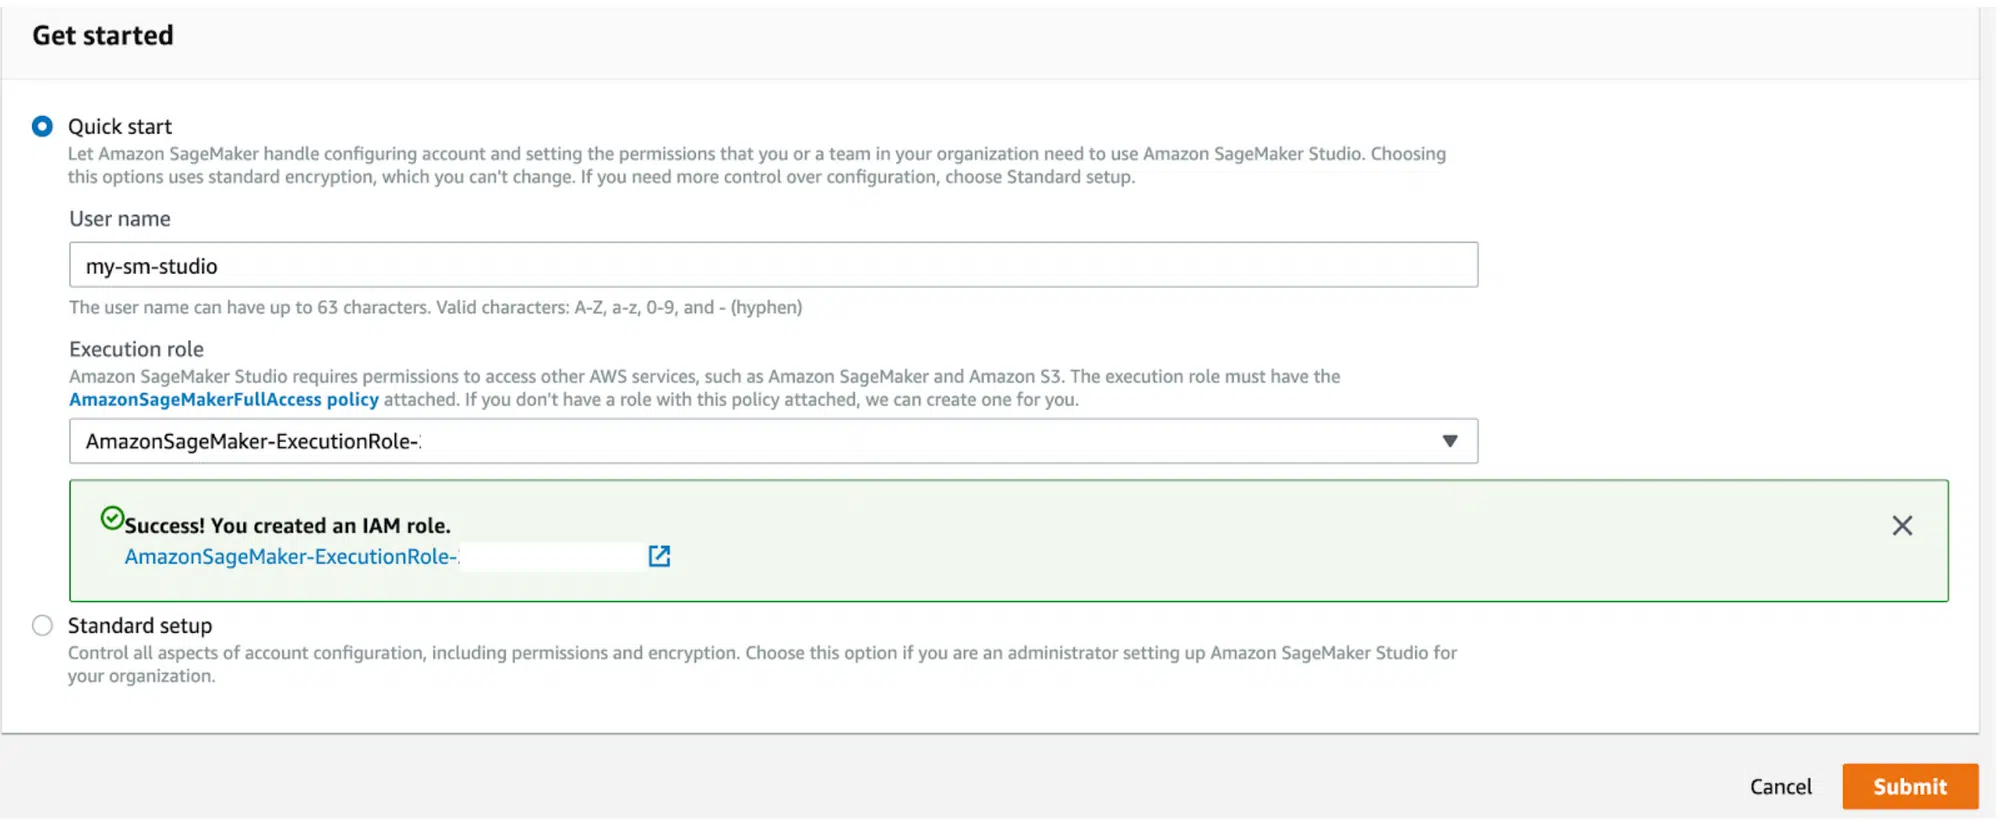 Get started
Quick start
Let Amazon SageMaker handle configuring account and setting the permissions that you or a team in your organization need to use Amazon SageMaker Studio. Choosing
this options uses standard encryption, which you can't change. If you need more control over configuration, choose Standard setup.
User name
my-sm-studio
The user name can have up to 63 characters. Valid characters: A-Z, a-z, 0-9, and - (hyphen)
Execution role
Amazon SageMaker Studio requires permissions to access other AWS services, such as Amazon SageMaker and Amazon S3. The execution role must have the
AmazonSageMakerFullAccess policy attached. If you don't have a role with this policy attached, we can create one for you.
AmazonSageMaker-ExecutionRole-
Success! You created an IAM role.
AmazonSageMaker-ExecutionRole-
Standard setup
Control all aspects of account configuration, including permissions and encryption. Choose this option if you are an administrator setting up Amazon SageMaker Studio for
your organization.
Cancel
Submit